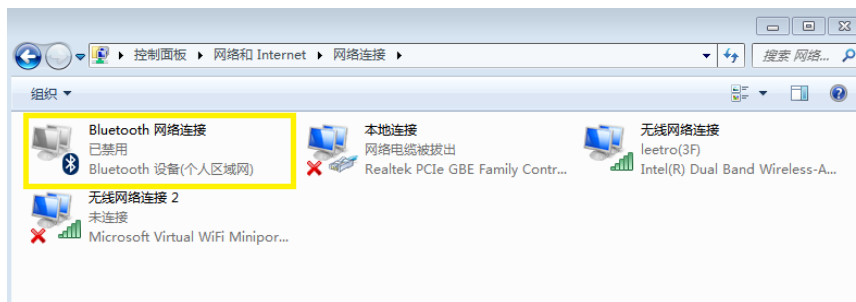 控制面板 ▸ 网络和 Internet ▸ 网络连接 ▸
搜索 网络...
组织
Bluetooth 网络连接
已禁用
Bluetooth 设备(个人区域网)
本地连接
网络电缆被拔出
Realtek PCIe GBE Family Contr...
无线网络连接
leetro(3F)
Intel(R) Dual Band Wireless-A...
无线网络连接 2
未连接
Microsoft Virtual WiFi Minipor...